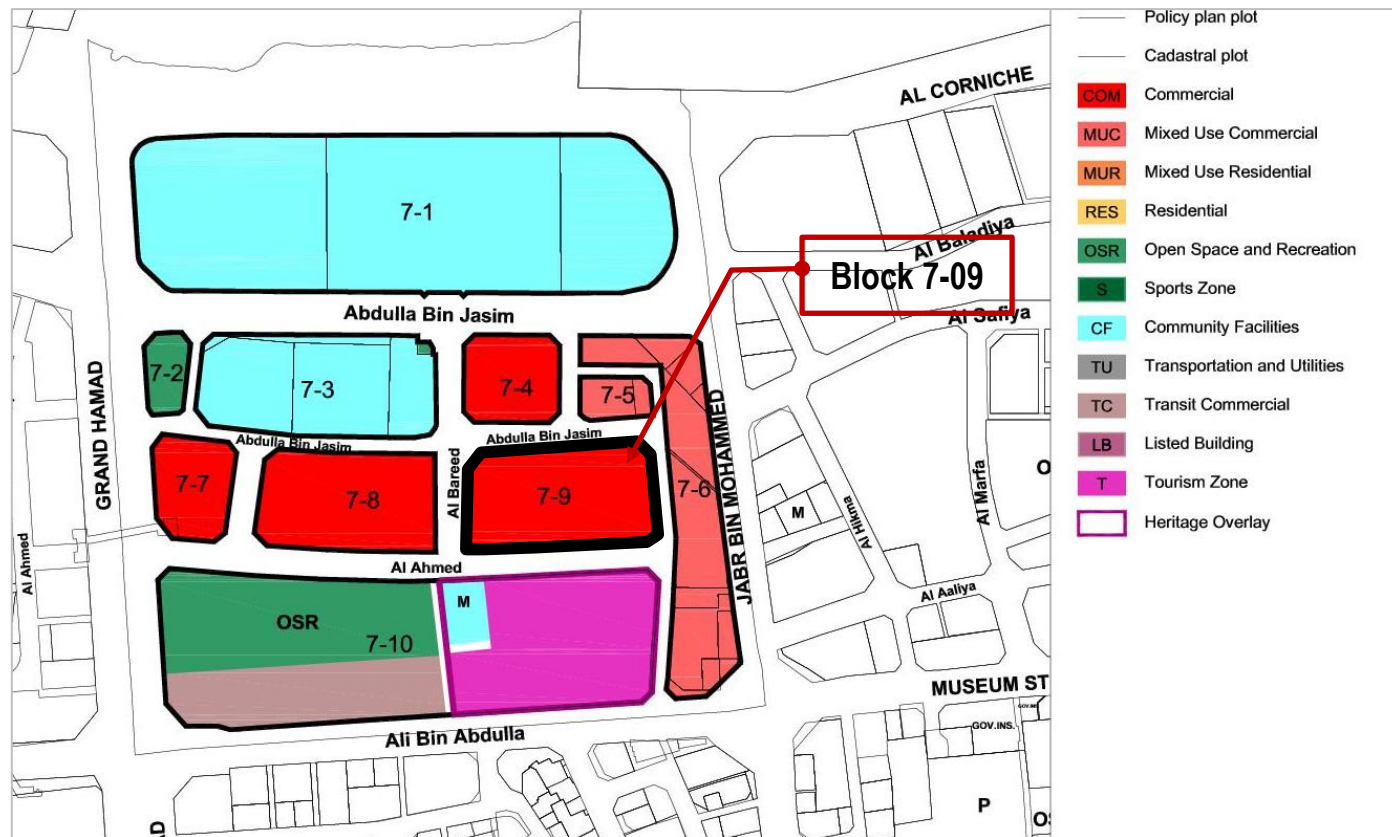 Policy plan plot
Cadastral plot
COM Commercial
MUC Mixed Use Commercial
MUR Mixed Use Residential
RES Residential
OSR Open Space and Recreation
S Sports Zone
CF Community Facilities
TU Transportation and Utilities
TC Transit Commercial
LB Listed Building
T Tourism Zone
Heritage Overlay
AL CORNICHE
7-1
Al Baladiya
Block 7-09
Abdulla Bin Jasim
Al Safiya
7-2
7-3
7-4
7-5
GRAND HAMAD
Abdulla Bin Jasim
Abdulla Bin Jasim
JABR BIN MOHAMMED
7-7
7-8
Al Bareed
7-9
7-6
M
Al Hikma
Al Marfa
O
Al Ahmed
Al Ahmed
M
Al Aaliya
OSR
7-10
MUSEUM ST
GOV.INS.
Ali Bin Abdulla
P
AD
OS